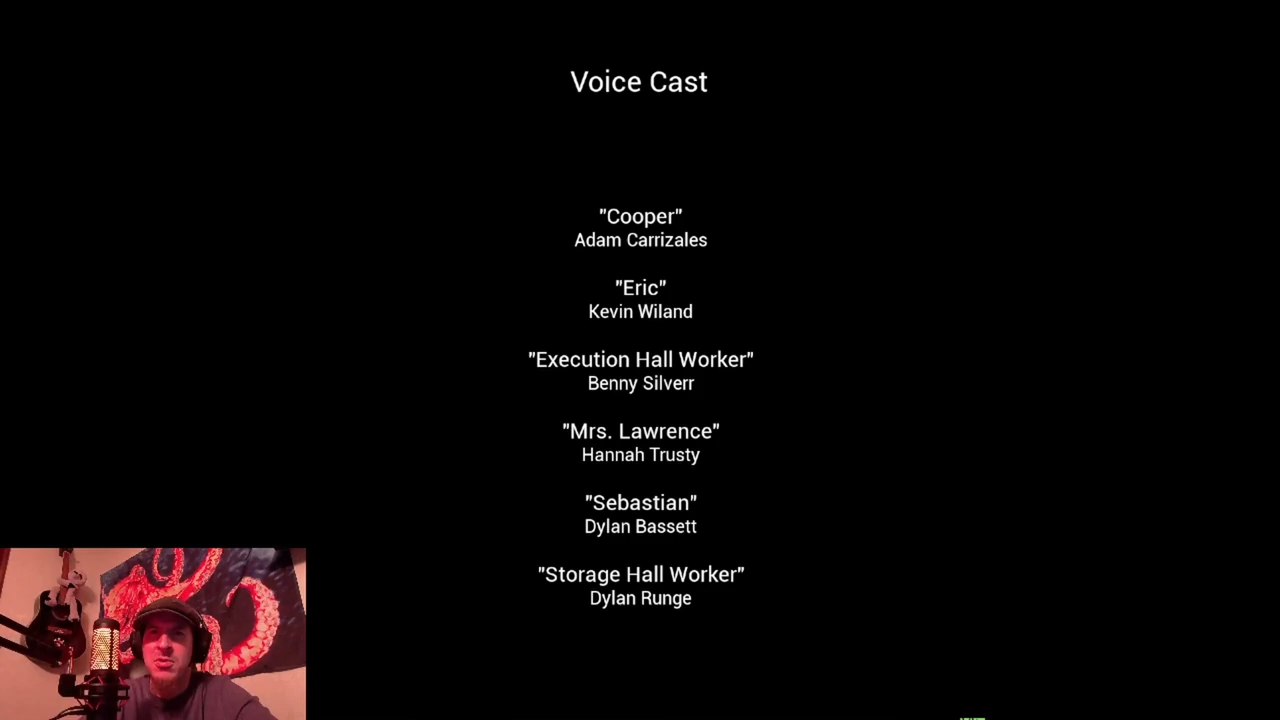 Voice Cast
"Cooper"
Adam Carrizales
"Eric"
Kevin Wiland
"Execution Hall Worker"
Benny Silverr
"Mrs. Lawrence"
Hannah Trusty
"Sebastian"
Dylan Bassett
"Storage Hall Worker"
Dylan Runge